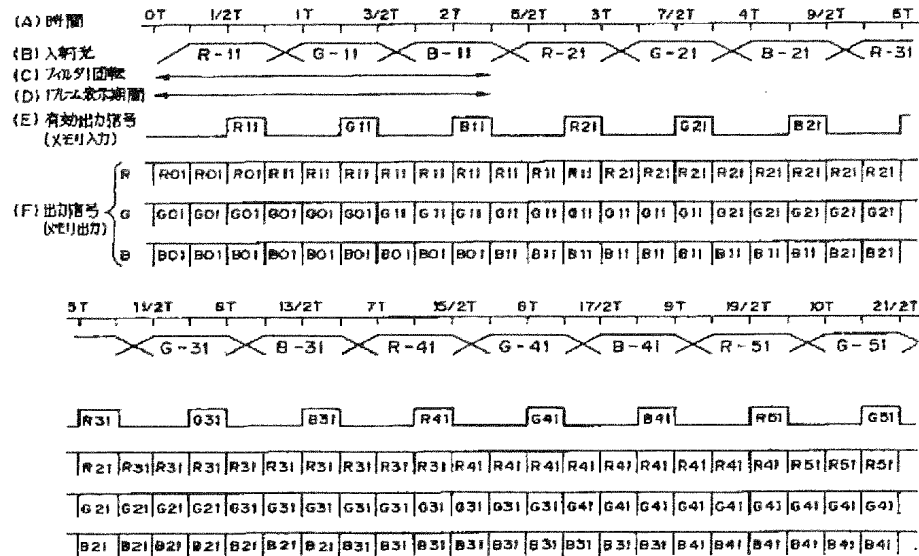 (A) 時間 0T 1/2T 1T 3/2T 2T 5/2T 3T 7/2T 4T 9/2T 5T
(B) 入射光 R-11 G-11 B-11 R-21 G-21 B-21 R-31
(C) フィルタ1回転
(D) 1フレーム表示期間
(E) 有効出力信号 R11 G11 B11 R21 G21 B21
(メモリ入力)
R R01 R01 R01 R11 R11 R11 R11 R11 R11 R11 R11 R11 R21 R21 R21 R21 R21 R21 R21 R21
(F) 出力信号 G G01 G01 G01 G01 G01 G01 G11 G11 G11 G11 G11 G11 G11 G11 G11 G21 G21 G21 G21 G21
(メモリ出力)
B B01 B01 B01 B01 B01 B01 B01 B01 B01 B11 B11 B11 B11 B11 B11 B11 B11 B11 B21 B21
5T 11/2T 6T 13/2T 7T 15/2T 8T 17/2T 9T 19/2T 10T 21/2T
G-31 B-31 R-41 G-41 B-41 R-51 G-51
R31 G31 B31 R41 G41 B41 R51 G51
R21 R31 R31 R31 R31 R31 R31 R31 R31 R31 R41 R41 R41 R41 R41 R41 R41 R41 R41 R51 R51 R51
G21 G21 G21 G21 G31 G31 G31 G31 G31 G31 G31 G31 G31 G41 G41 G41 G41 G41 G41 G41 G41 G41
B21 B21 B21 B21 B21 B21 B21 B31 B31 B31 B31 B31 B31 B31 B31 B31 B41 B41 B41 B41 B41 B41